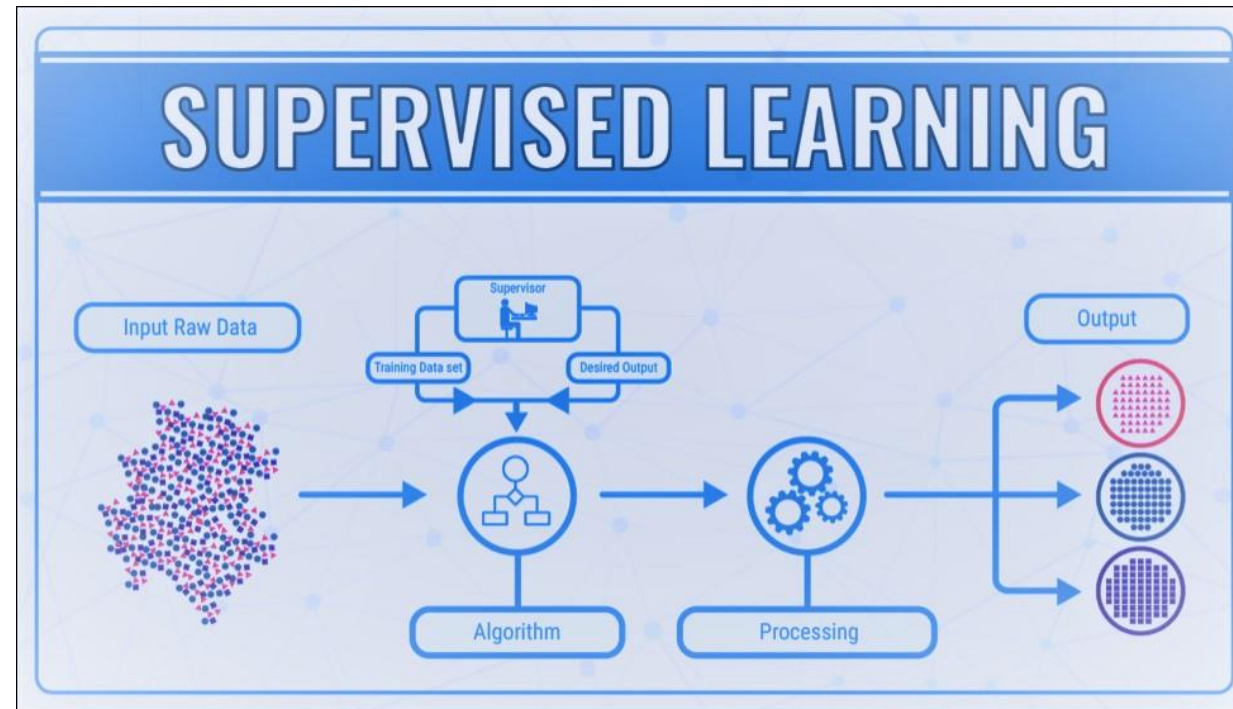 SUPERVISED LEARNING
Supervisor
Input Raw Data
Output
Training Data set
Desired Output
Algorithm
Processing